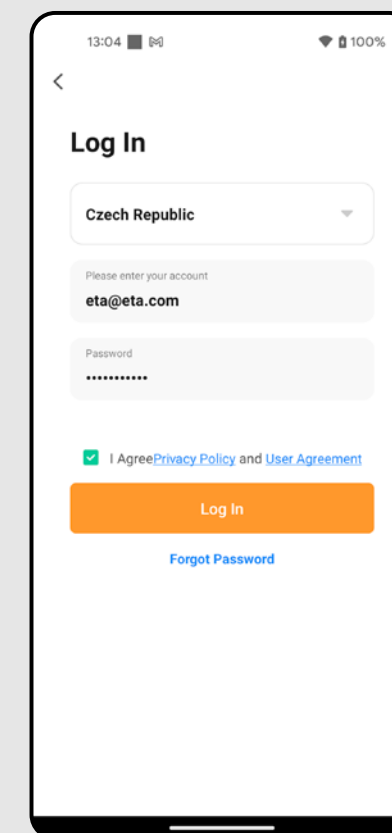 13:04 100%
Log In
Czech Republic
Please enter your account
eta@eta.com
Password
•••••••••••
I AgreePrivacy Policy and User Agreement
Log In
Forgot Password